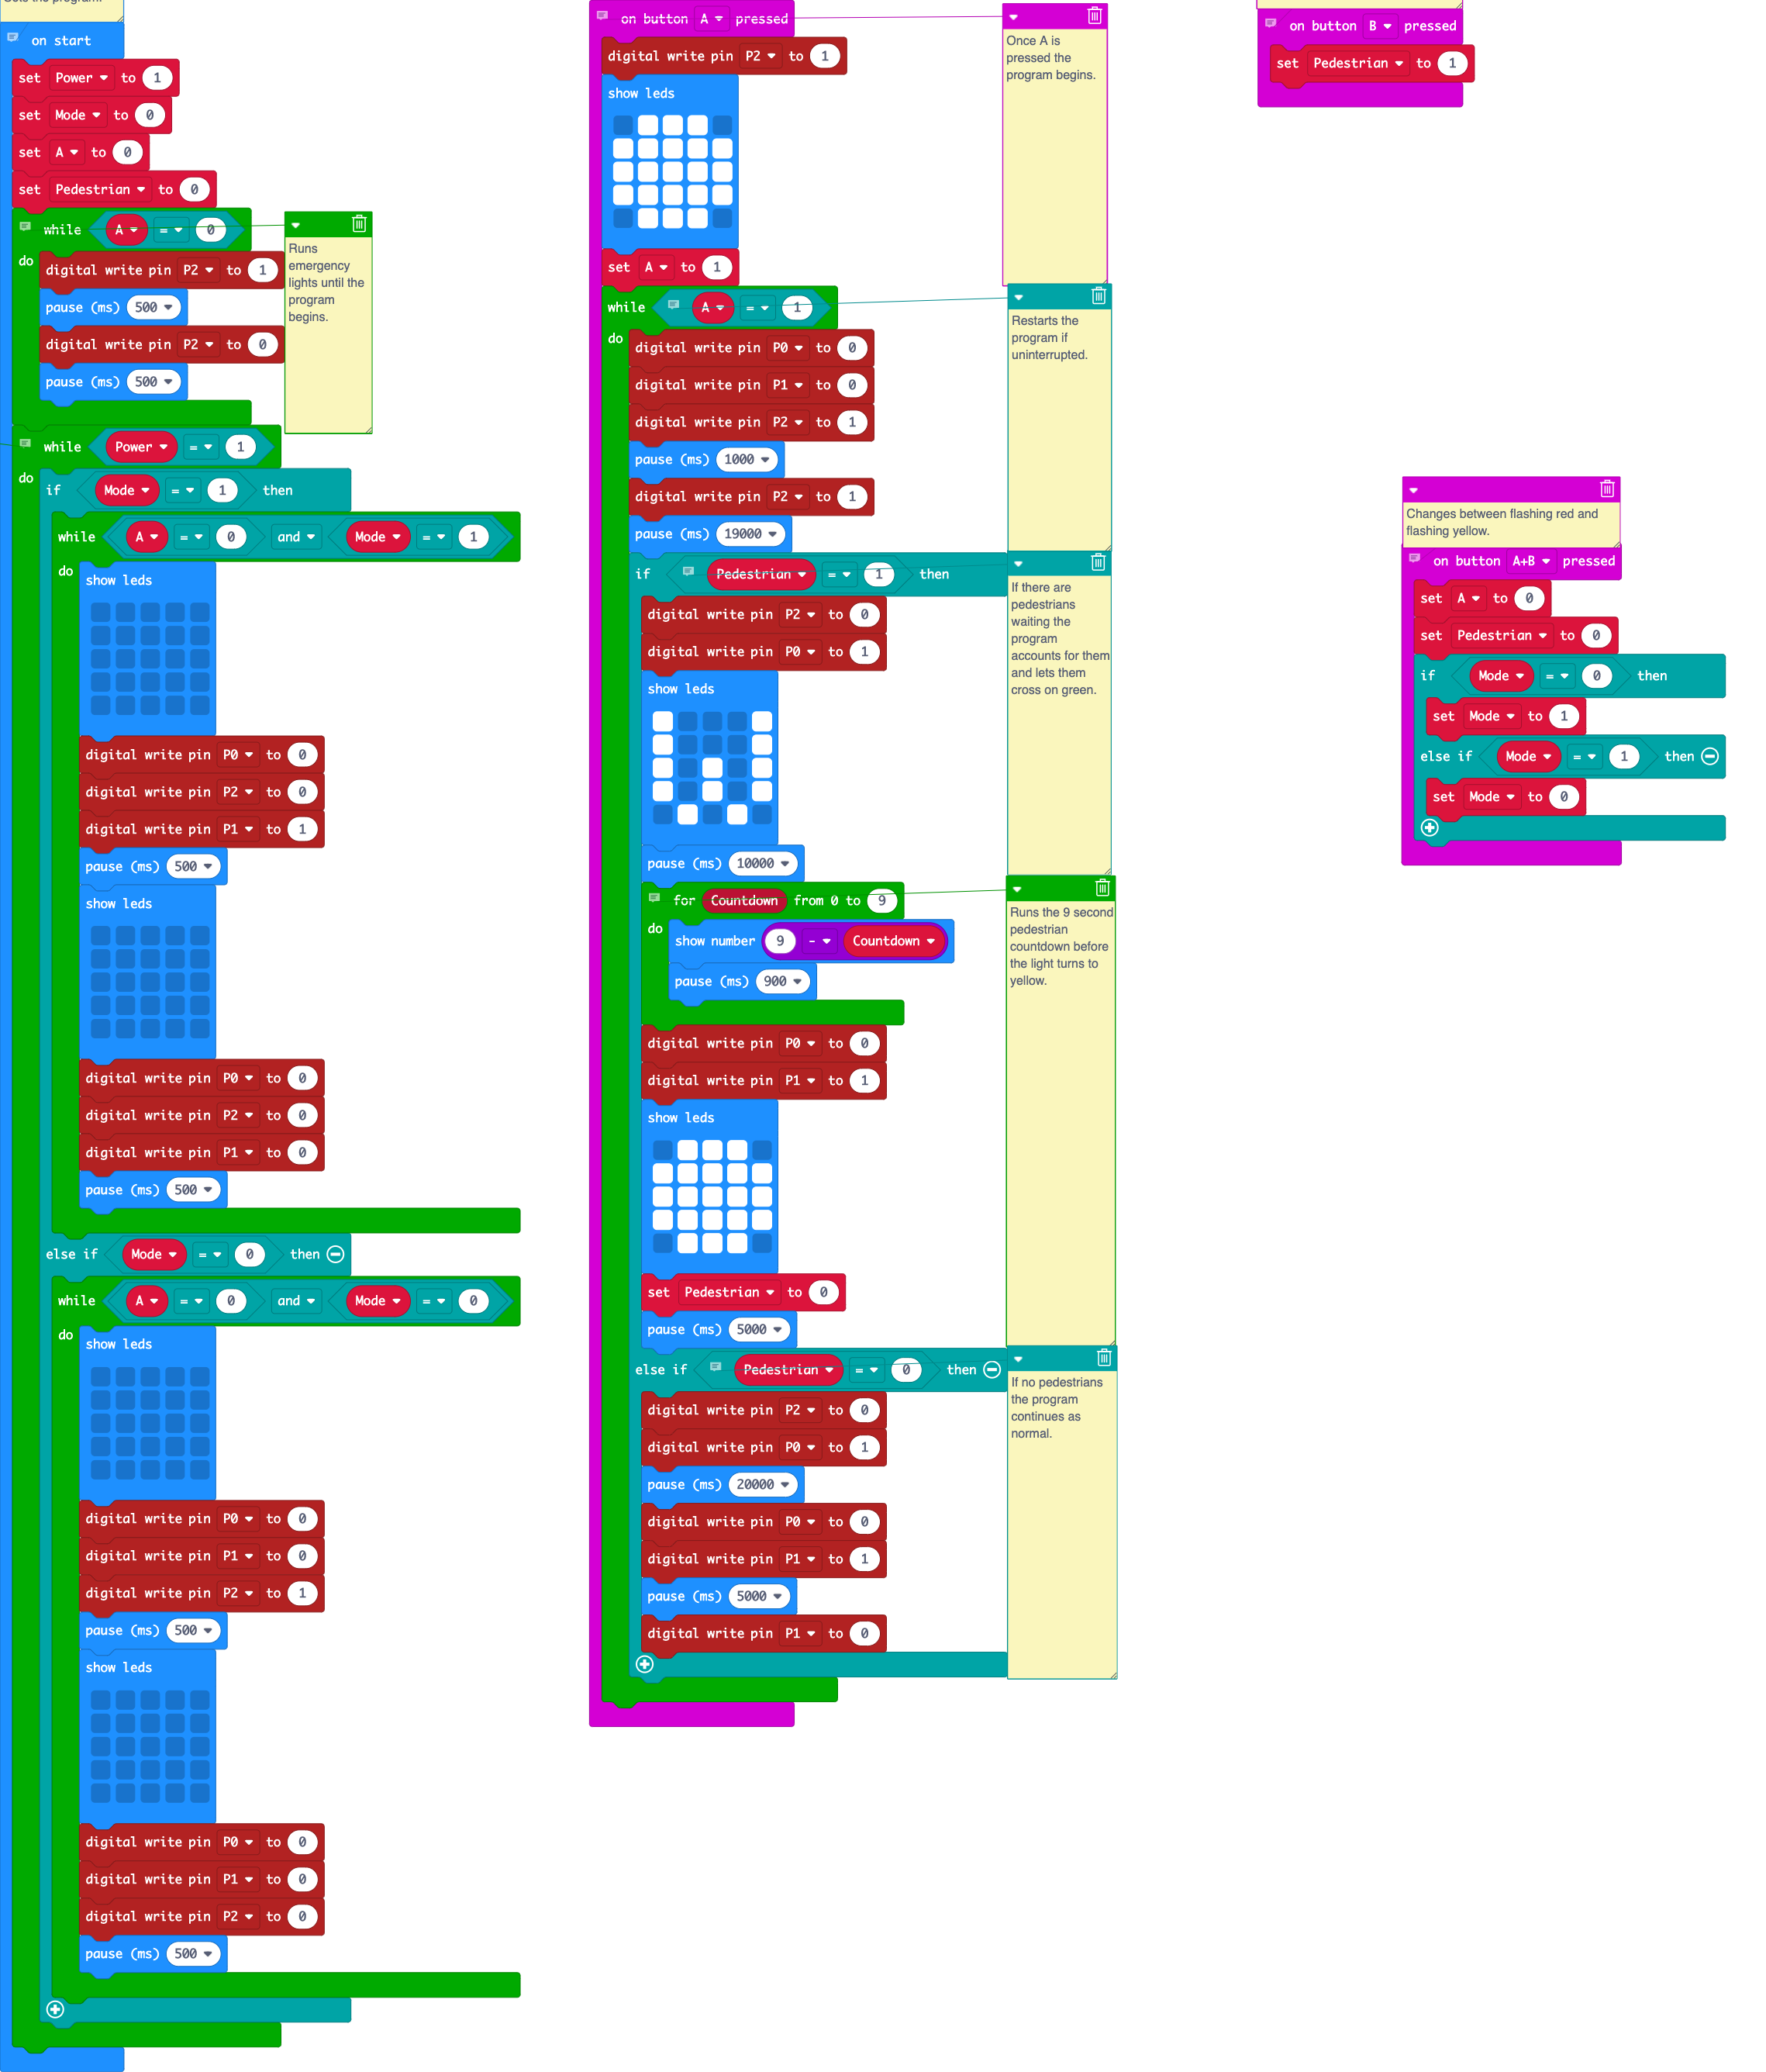 on start
set Power to 1
set Mode to 0
set A to 0
set Pedestrian to 0
while A = 0
do
digital write pin P2 to 1
pause (ms) 500
digital write pin P2 to 0
pause (ms) 500
Runs
emergency
lights until the
program
begins.
while Power = 1
do
if Mode = 1 then
while A = 0 and Mode = 1
do
show leds
digital write pin P0 to 0
digital write pin P2 to 0
digital write pin P1 to 1
pause (ms) 500
show leds
digital write pin P0 to 0
digital write pin P2 to 0
digital write pin P1 to 0
pause (ms) 500
else if Mode = 0 then
while A = 0 and Mode = 0
do
show leds
digital write pin P0 to 0
digital write pin P1 to 0
digital write pin P2 to 1
pause (ms) 500
show leds
digital write pin P0 to 0
digital write pin P1 to 0
digital write pin P2 to 0
pause (ms) 500
on button A pressed
digital write pin P2 to 1
show leds
set A to 1
Once A is
pressed the
program begins.
while A = 1
do
digital write pin P0 to 0
digital write pin P1 to 0
digital write pin P2 to 1
pause (ms) 1000
digital write pin P2 to 1
pause (ms) 19000
Restarts the
program if
uninterrupted.
if Pedestrian = 1 then
digital write pin P2 to 0
digital write pin P0 to 1
show leds
pause (ms) 10000
If there are
pedestrians
waiting the
program
accounts for them
and lets them
cross on green.
for Countdown from 0 to 9
do
show number 9 - Countdown
pause (ms) 900
Runs the 9 second
pedestrian
countdown before
the light turns to
yellow.
digital write pin P0 to 0
digital write pin P1 to 1
show leds
set Pedestrian to 0
pause (ms) 5000
else if Pedestrian = 0 then
digital write pin P2 to 0
digital write pin P0 to 1
pause (ms) 20000
digital write pin P0 to 0
digital write pin P1 to 1
pause (ms) 5000
digital write pin P1 to 0
If no pedestrians
the program
continues as
normal.
on button B pressed
set Pedestrian to 1
Changes between flashing red and
flashing yellow.
on button A+B pressed
set A to 0
set Pedestrian to 0
if Mode = 0 then
set Mode to 1
else if Mode = 1 then
set Mode to 0